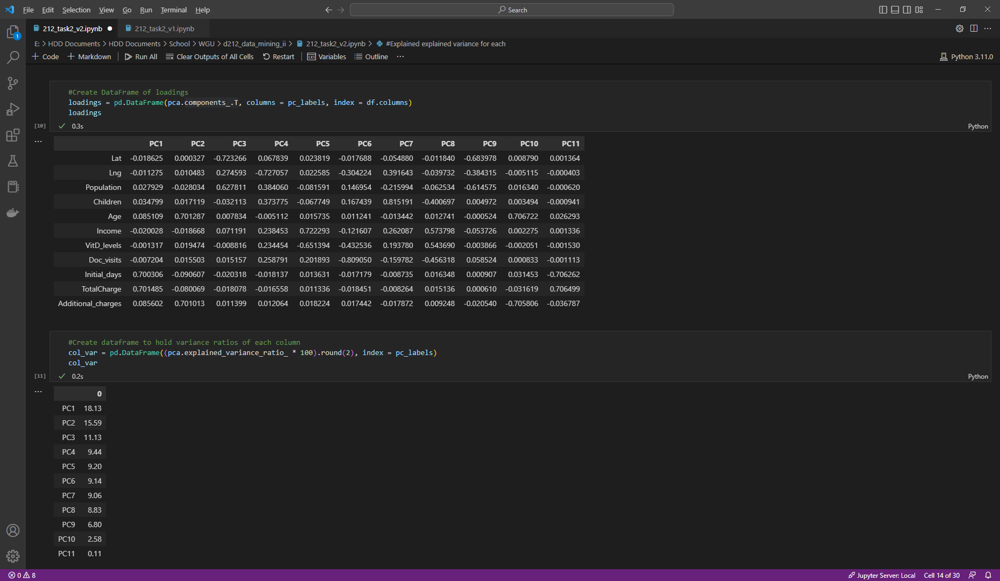 File Edit Selection View Go Run Terminal Help Search
212_task2_v2.ipynb 212_task2_v1.ipynb
E: > HDD Documents > HDD Documents > School > WGU > d212_data_mining_ii > 212_task2_v2.ipynb > #Explained explained variance for each
+ Code + Markdown Run All Clear Outputs of All Cells Restart Variables Outline ... Python 3.11.0
#Create DataFrame of loadings
loadings = pd.DataFrame(pca.components_.T, columns = pc_labels, index = df.columns)
loadings
[10] 0.3s Python
PC1 PC2 PC3 PC4 PC5 PC6 PC7 PC8 PC9 PC10 PC11
Lat -0.018625 0.000327 -0.723266 0.067839 0.023819 -0.017688 -0.054880 -0.011840 -0.683978 0.008790 0.001364
Lng -0.011275 0.010483 0.274593 -0.727057 0.022585 -0.304224 0.391643 -0.039732 -0.384315 -0.005115 -0.000403
Population 0.027929 -0.028034 0.627811 0.384060 -0.081591 0.146954 -0.215994 -0.062534 -0.614575 0.016340 -0.000620
Children 0.034799 0.017119 -0.032113 0.373775 -0.067749 0.167439 0.815191 -0.400697 0.004972 0.003494 -0.000941
Age 0.085109 0.701287 0.007834 -0.005112 0.015735 0.011241 -0.013442 0.012741 -0.000524 0.706722 0.026293
Income -0.020028 -0.018668 0.071191 0.238453 0.722293 -0.121607 0.262087 0.573798 -0.053726 0.002275 0.001336
VitD_levels -0.001317 0.019474 -0.008816 0.234454 -0.651394 -0.432536 0.193780 0.543690 -0.003866 -0.002051 -0.001530
Doc_visits -0.007204 0.015503 0.015157 0.258791 0.201893 -0.809050 -0.159782 -0.456318 0.058524 0.000833 -0.001113
Initial_days 0.700306 -0.090607 -0.020318 -0.018137 0.013631 -0.017179 -0.008735 0.016348 0.000907 0.031453 -0.706262
TotalCharge 0.701485 -0.080069 -0.018078 -0.016558 0.011336 -0.018451 -0.008264 0.015136 0.000610 -0.031619 0.706499
Additional_charges 0.085602 0.701013 0.011399 0.012064 0.018224 0.017442 -0.017872 0.009248 -0.020540 -0.705806 -0.036787
#Create dataframe to hold variance ratios of each column
col_var = pd.DataFrame((pca.explained_variance_ratio_ * 100).round(2), index = pc_labels)
col_var
[11] 0.2s Python
0
PC1 18.13
PC2 15.59
PC3 11.13
PC4 9.44
PC5 9.20
PC6 9.14
PC7 9.06
PC8 8.83
PC9 6.80
PC10 2.58
PC11 0.11
0 8 Jupyter Server: Local Cell 14 of 30
1